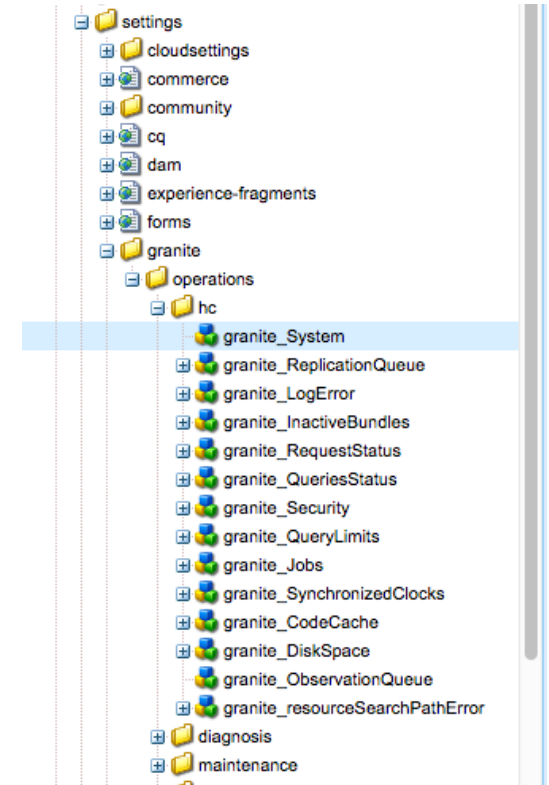 settings
cloudsettings
commerce
community
cq
dam
experience-fragments
forms
granite
operations
hc
granite_System
granite_ReplicationQueue
granite_LogError
granite_InactiveBundles
granite_RequestStatus
granite_QueriesStatus
granite_Security
granite_QueryLimits
granite_Jobs
granite_SynchronizedClocks
granite_CodeCache
granite_DiskSpace
granite_ObservationQueue
granite_resourceSearchPathError
diagnosis
maintenance